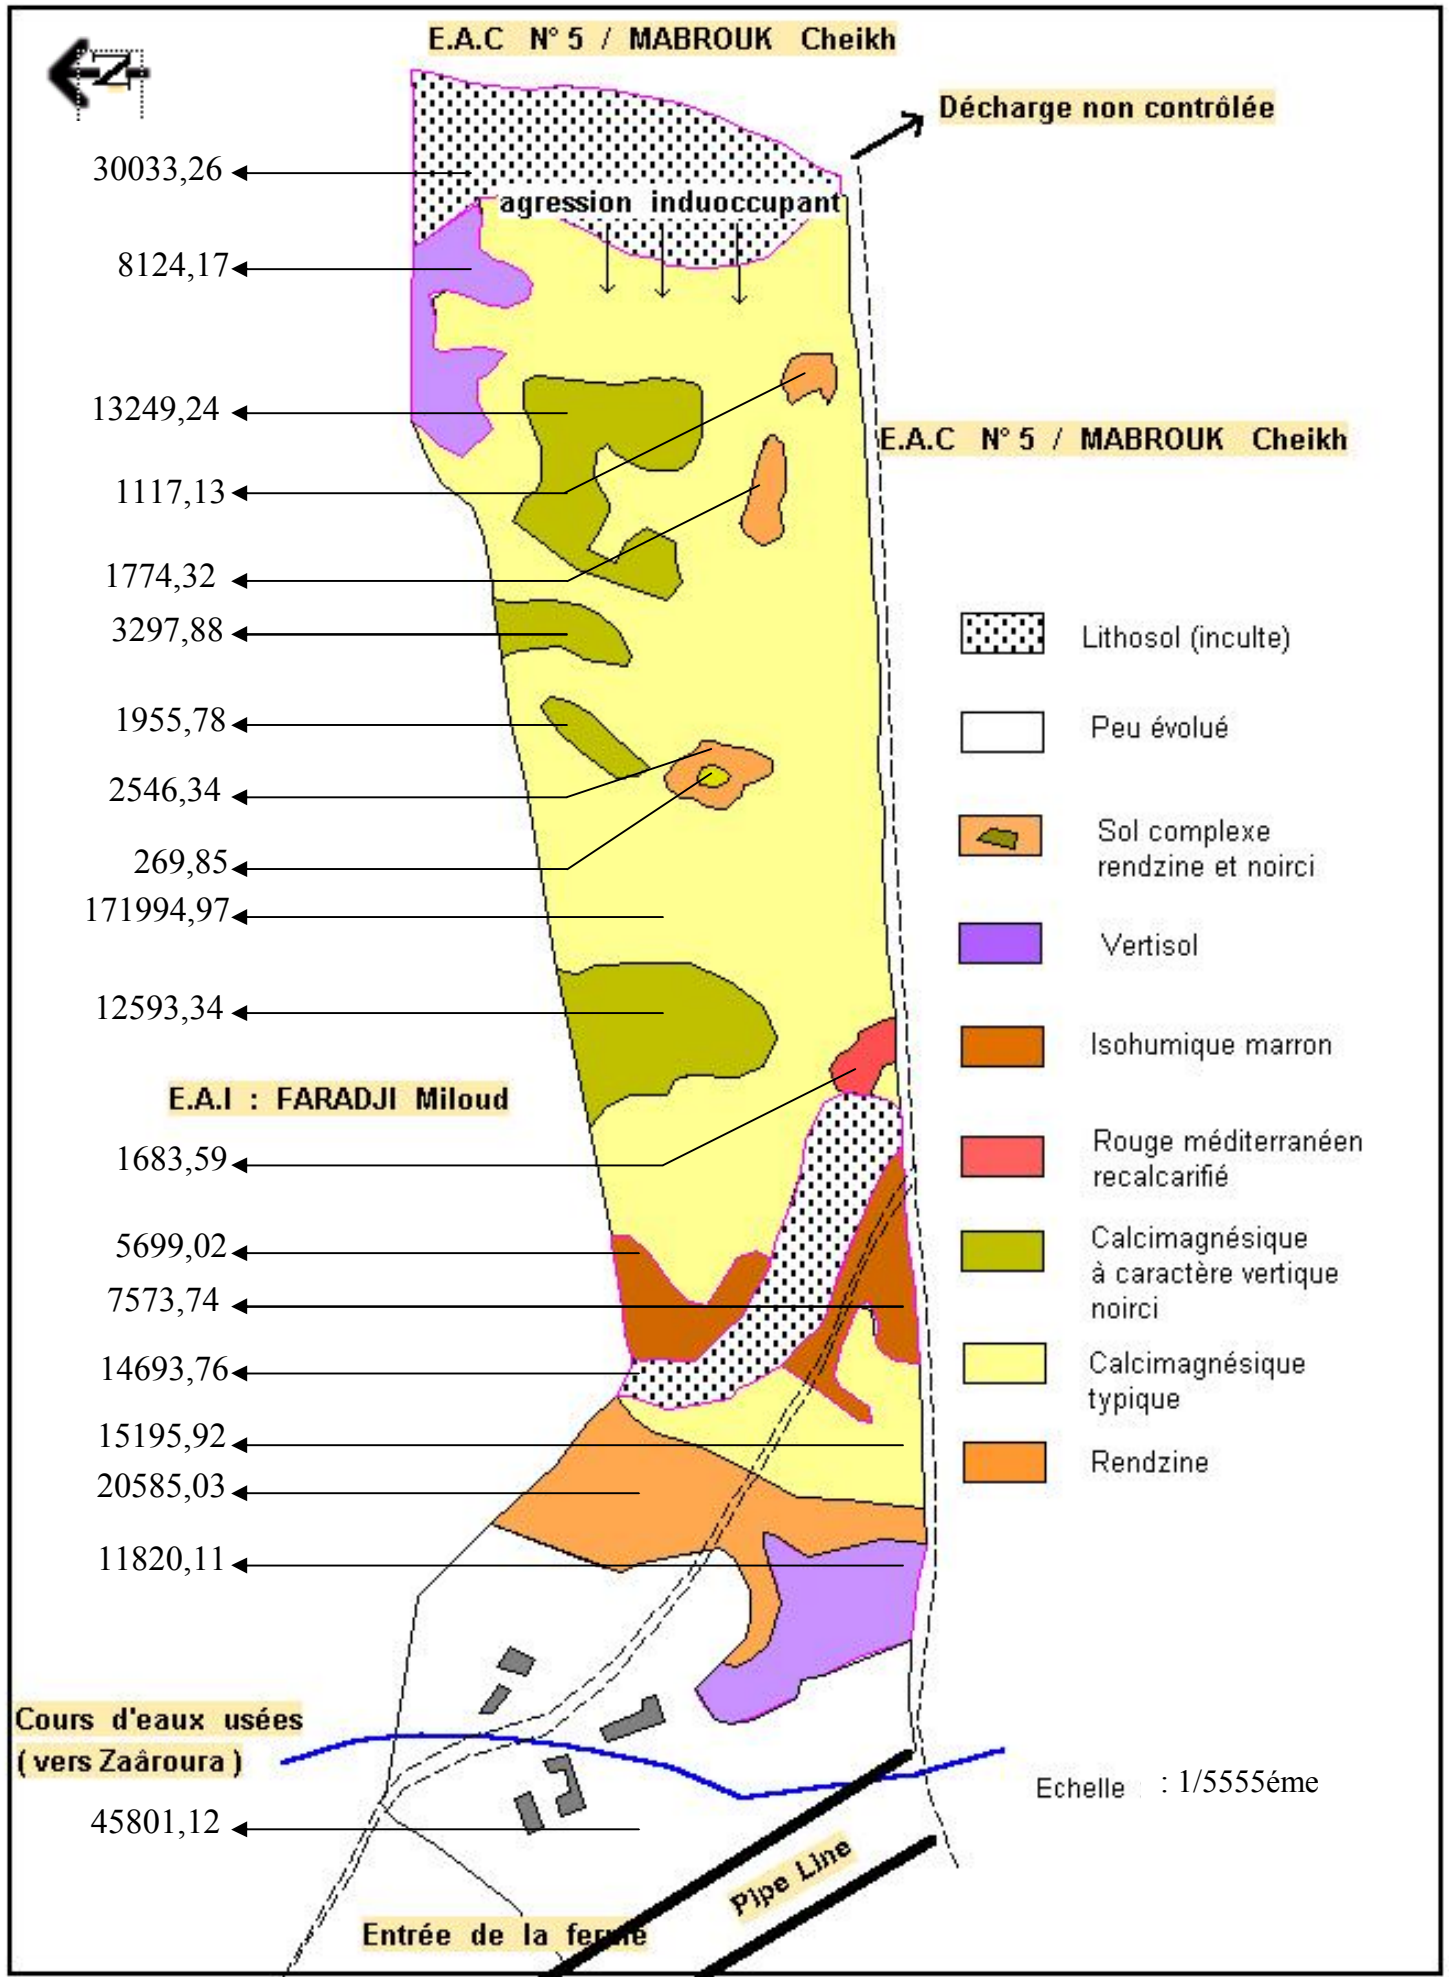 E.A.C N° 5 / MABROUK Cheikh
N
Décharge non contrôlée
30033,26
agression induoccupant
8124,17
13249,24
E.A.C N° 5 / MABROUK Cheikh
1117,13
1774,32
3297,88
1955,78
2546,34
269,85
171994,97
12593,34
E.A.I : FARADJI Miloud
1683,59
5699,02
7573,74
14693,76
15195,92
20585,03
11820,11
Lithosol (inculte)
Peu évolué
Sol complexe
rendzine et noirci
Vertisol
Isohumique marron
Rouge méditerranéen
recalcarifié
Calcimagnésique
à caractère vertique
noirci
Calcimagnésique
typique
Rendzine
Cours d'eaux usées
( vers Zaâroura )
Echelle : 1/5555éme
45801,12
Pipe Line
Entrée de la ferme